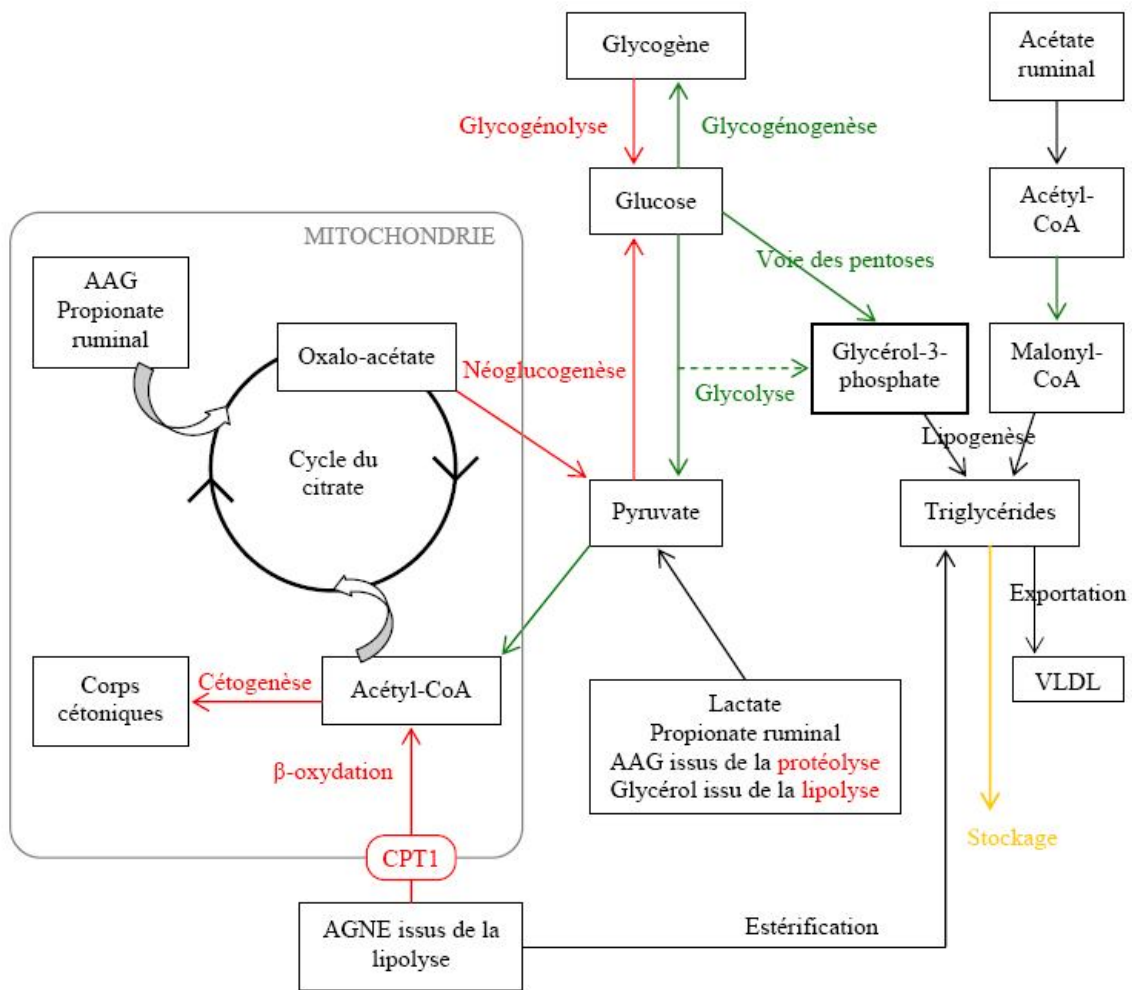 Glycogène
Acétate
ruminal
Glycogénolyse
Glycogénogenèse
Glucose
Acétyl-
CoA
MITOCHONDRIE
AAG
Propionate
ruminal
Voie des pentoses
Oxalo-acétate
Néoglucogenèse
Glycolyse
Glycérol-3-
phosphate
Malonyl-
CoA
Lipogenèse
Cycle du
citrate
Pyruvate
Triglycérides
Exportation
Corps
cétoniques
Cétogenèse
Acétyl-CoA
VLDL
Lactate
Propionate ruminal
AAG issus de la protéolyse
Glycérol issu de la lipolyse
β-oxydation
Stockage
CPT1
AGNE issus de la
lipolyse
Estérification